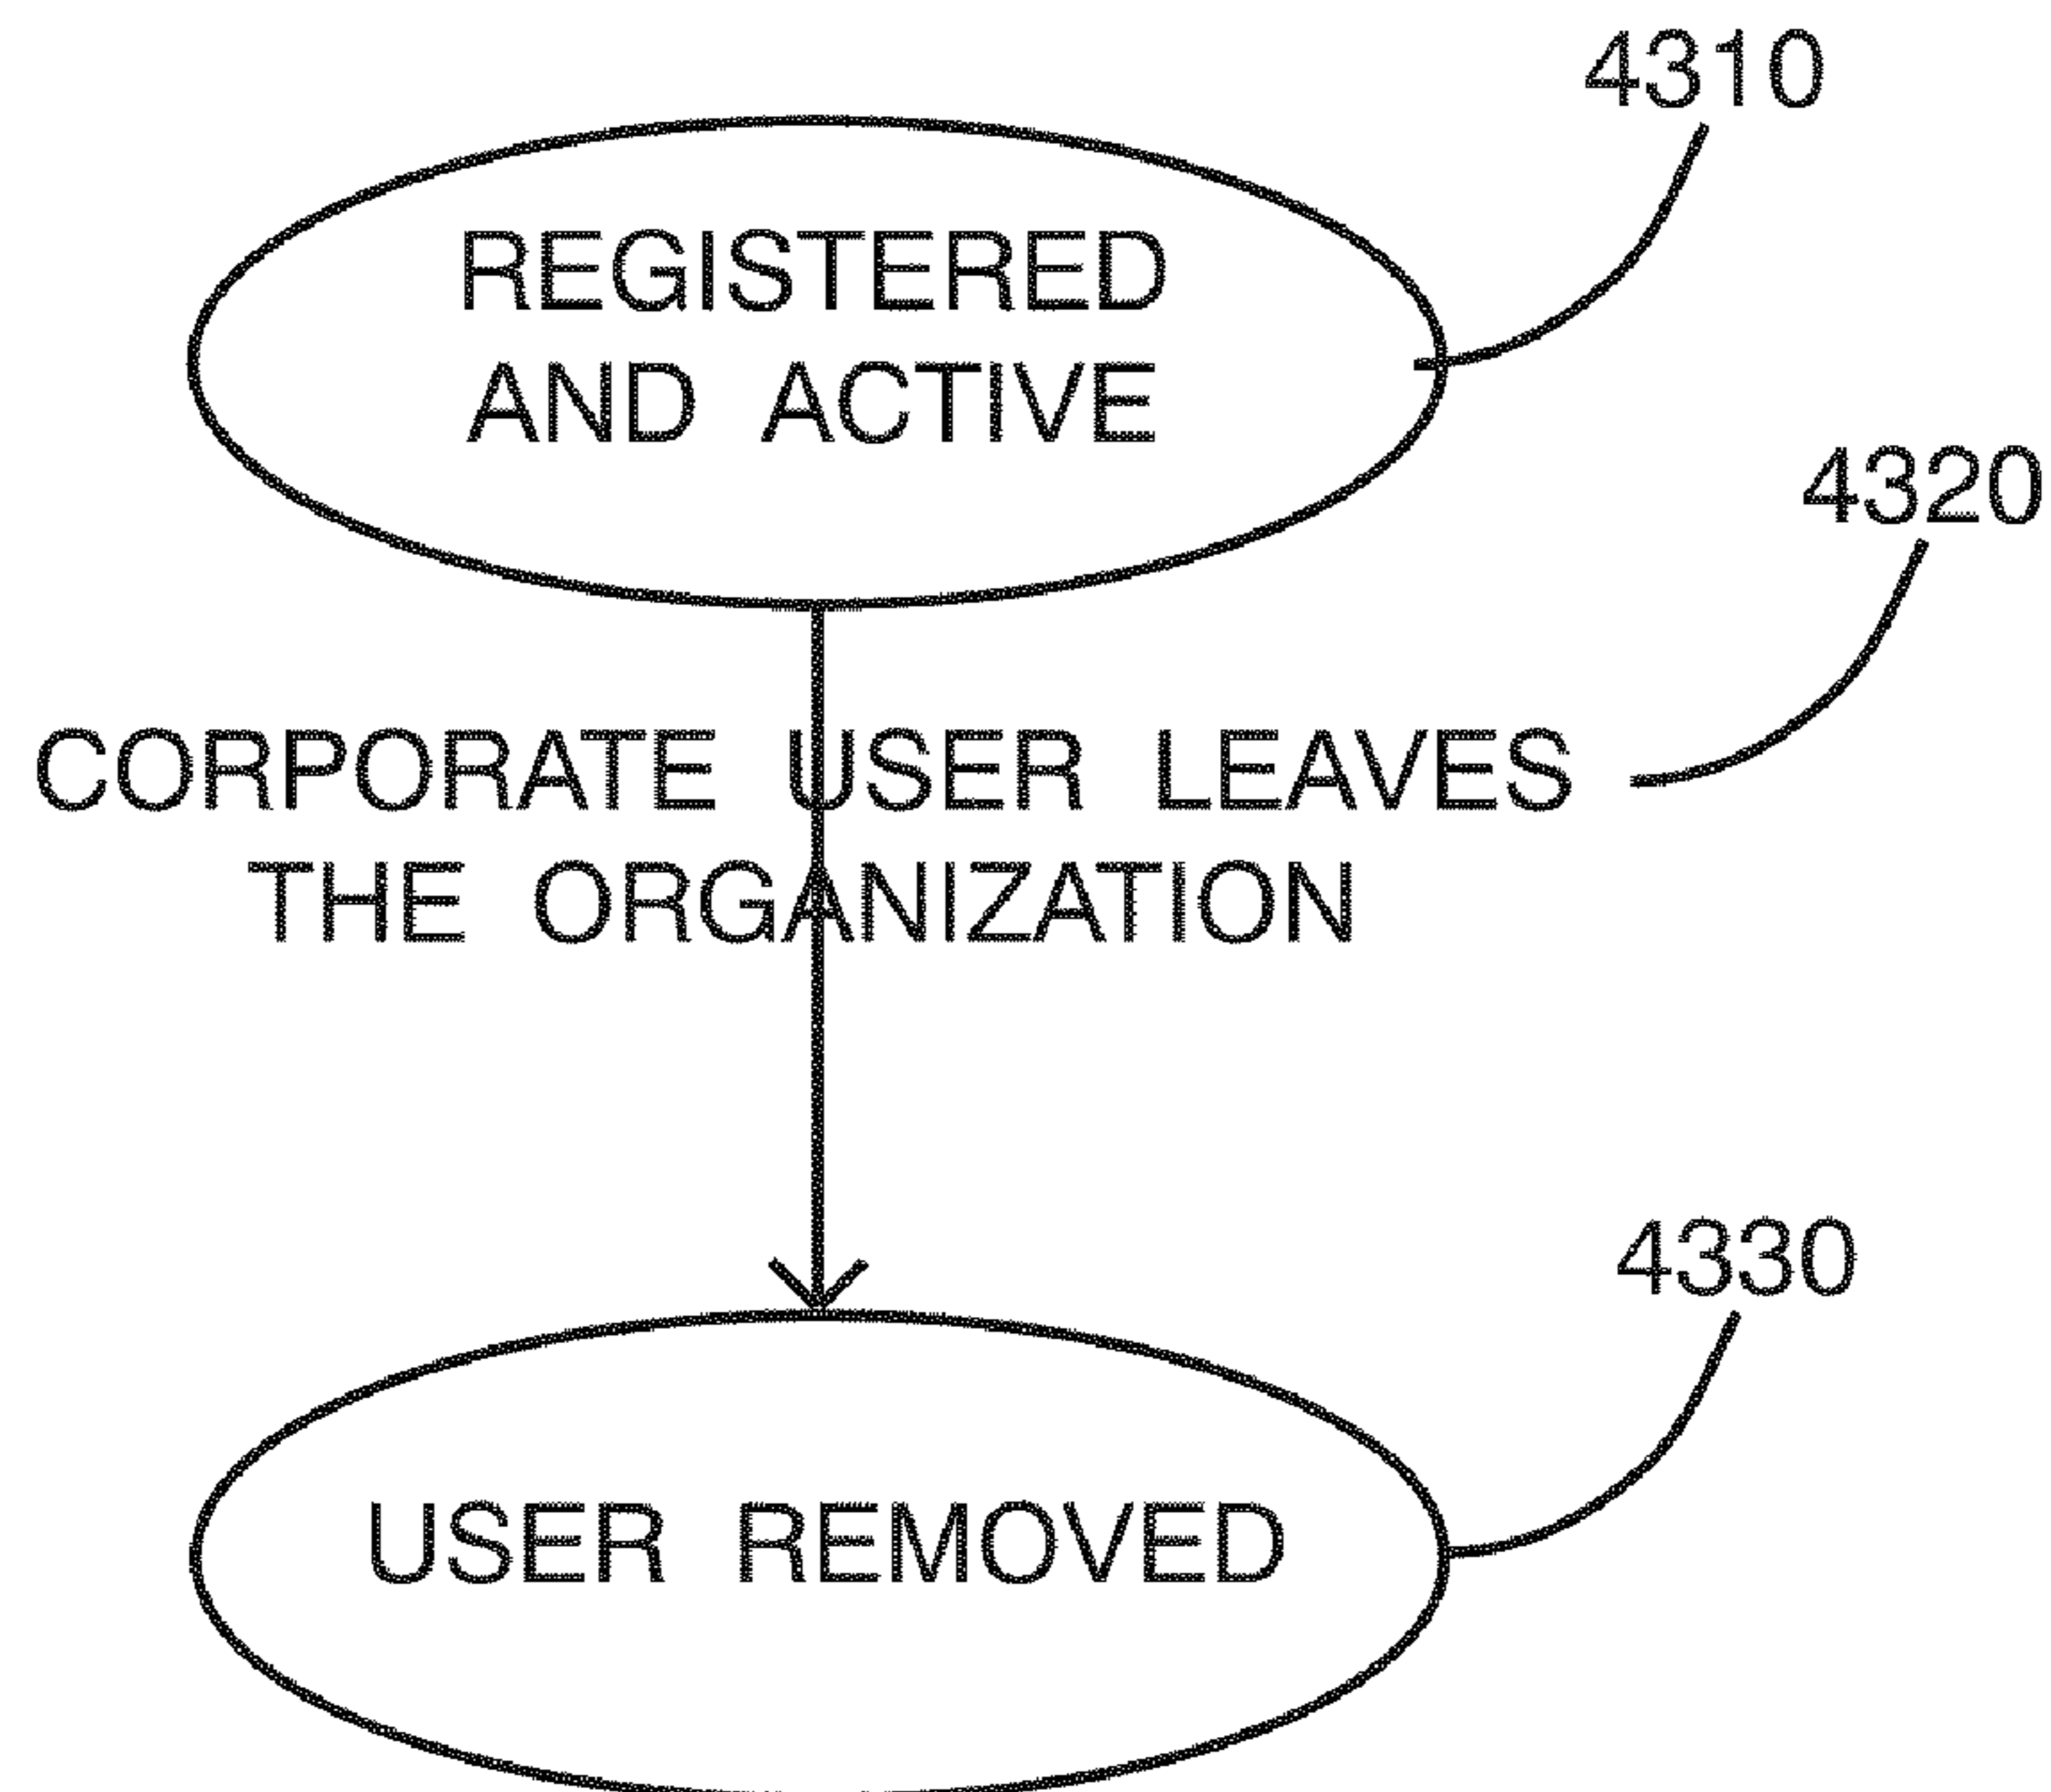 4310
REGISTERED
AND ACTIVE
4320
CORPORATE USER LEAVES
THE ORGANIZATION
4330
USER REMOVED